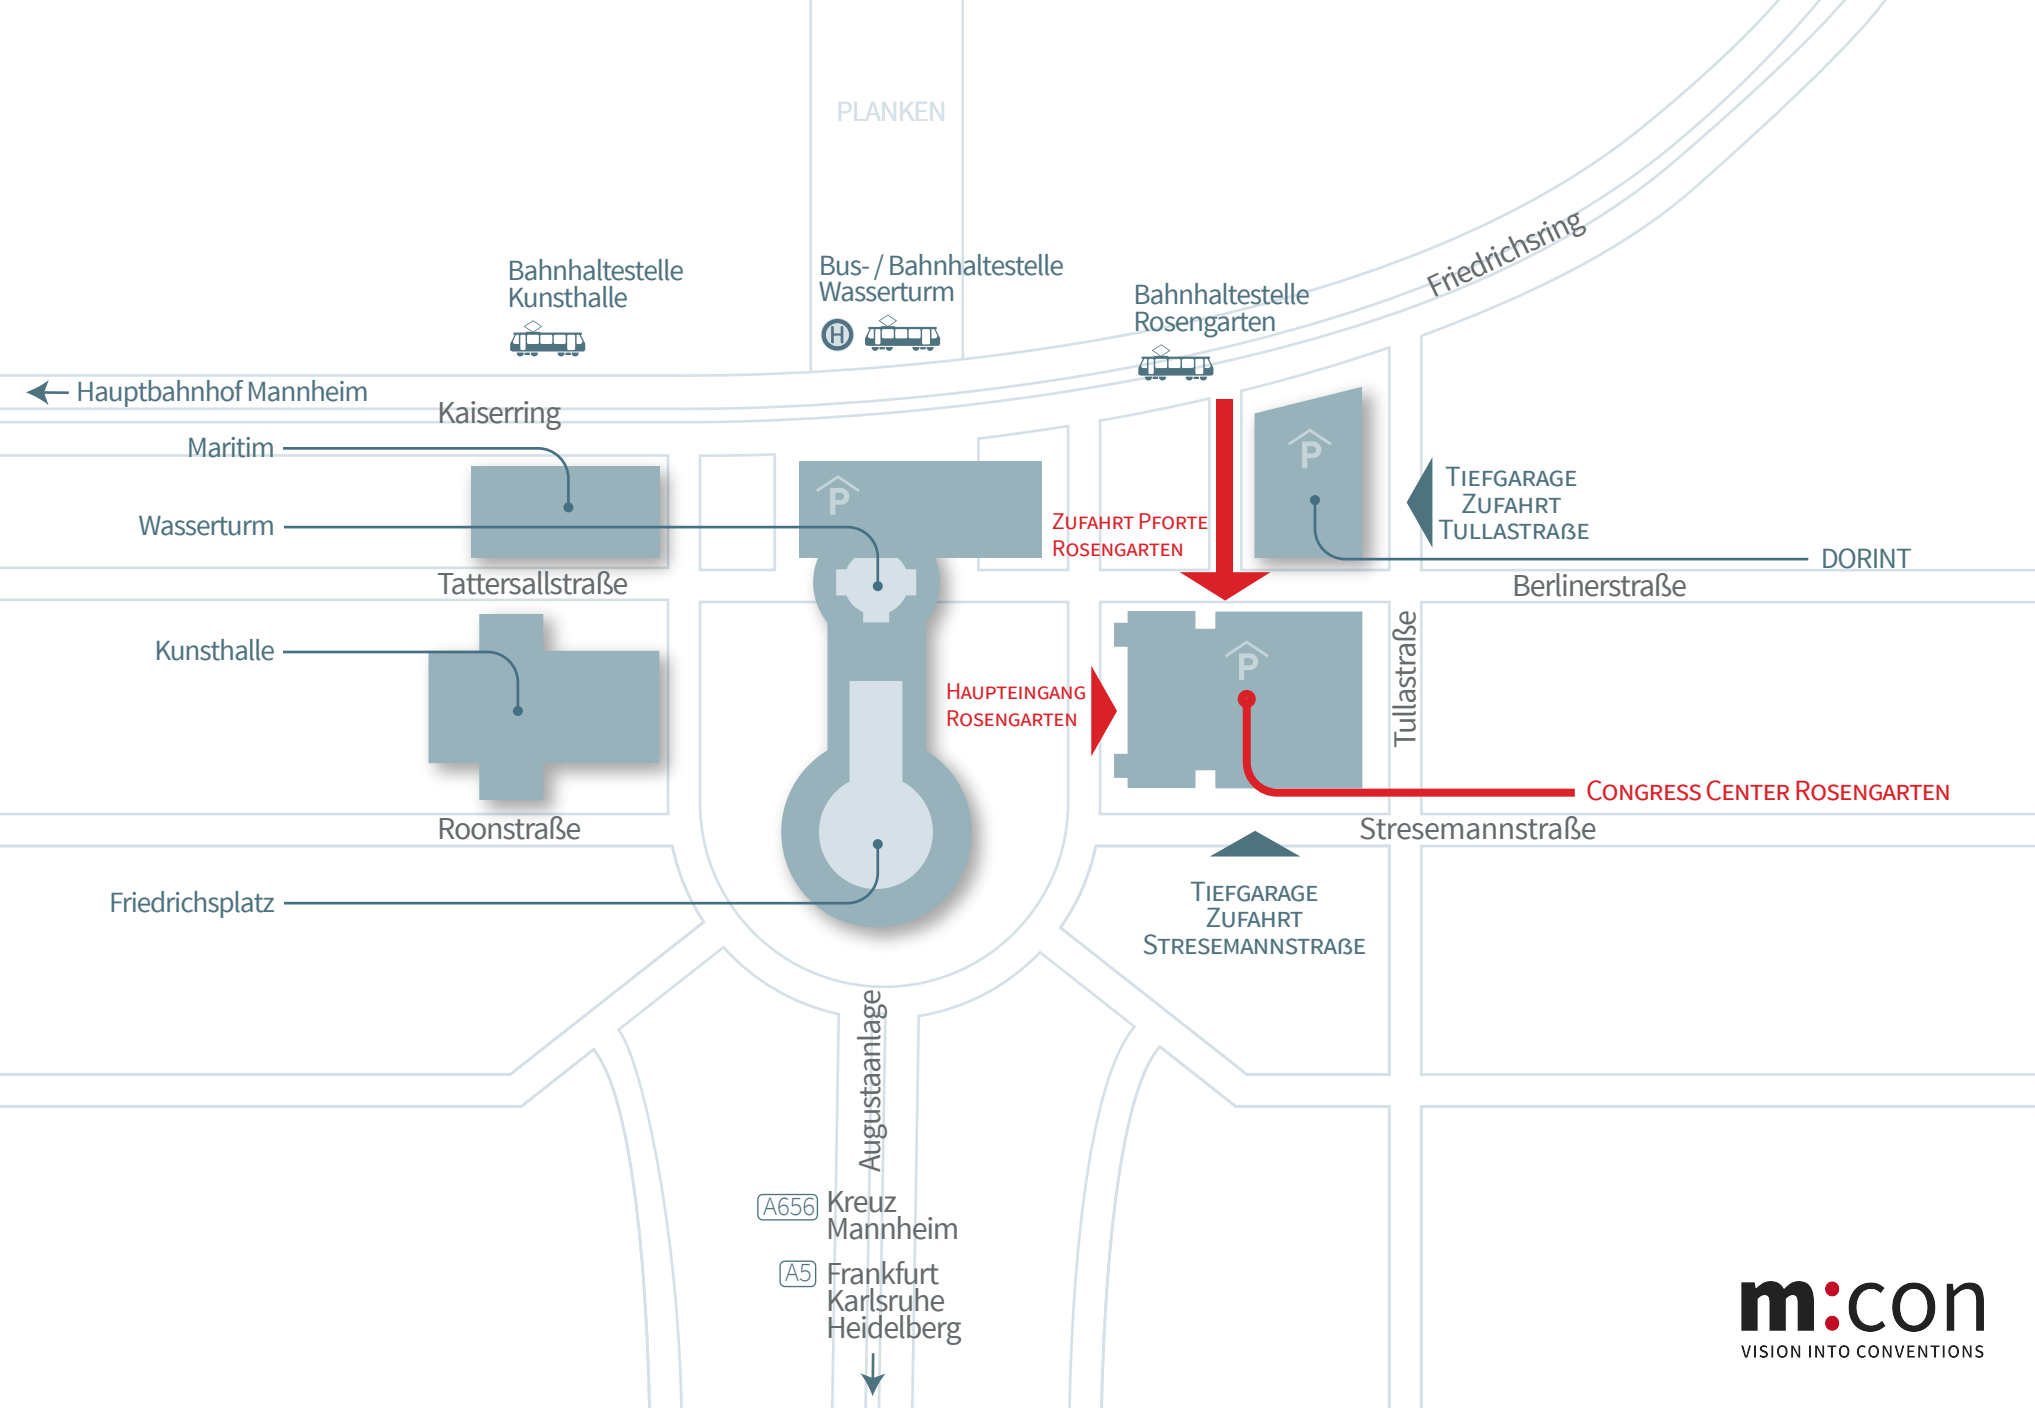 PLANKEN
Friedrichsring
Bahnhaltestelle
Kunsthalle
Bus- / Bahnhaltestelle
Wasserturm
H
Bahnhaltestelle
Rosengarten
Hauptbahnhof Mannheim
Kaiserring
Maritim
Wasserturm
P
P
TIEFGARAGE
ZUFAHRT
TULLASTRAßE
ZUFAHRT PFORTE
ROSENGARTEN
DORINT
Tattersallstraße
Berlinerstraße
Kunsthalle
Tullastraße
P
HAUPTEINGANG
ROSENGARTEN
CONGRESS CENTER ROSENGARTEN
Roonstraße
Stresemannstraße
Friedrichsplatz
TIEFGARAGE
ZUFAHRT
STRESEMANNSTRAßE
Augustaanlage
A656 Kreuz
Mannheim
A5 Frankfurt
Karlsruhe
Heidelberg
m:con
VISION INTO CONVENTIONS